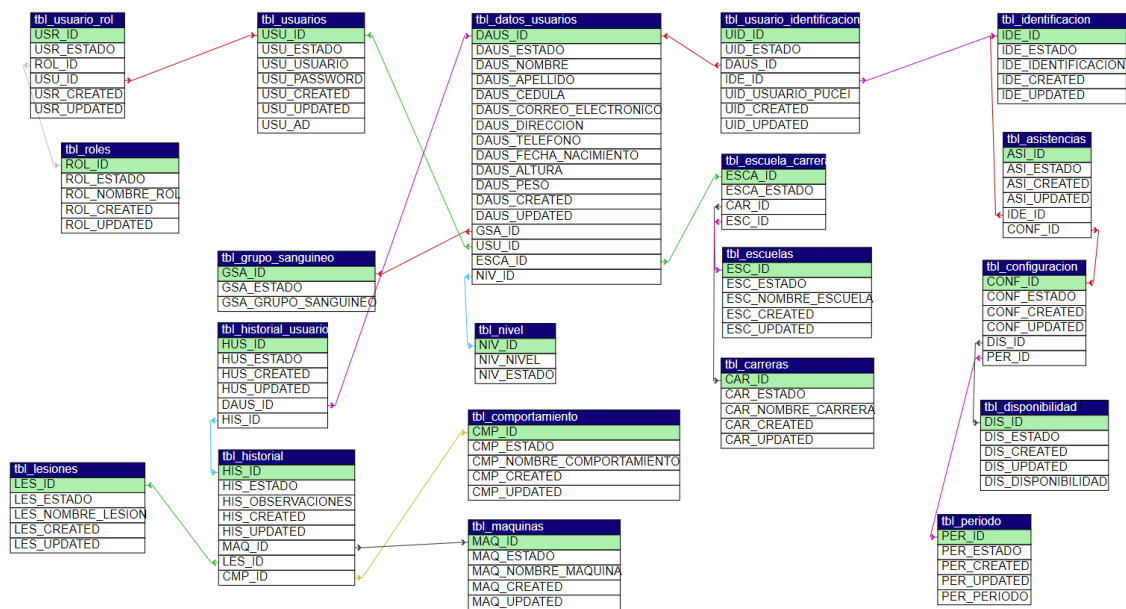 tbl_usuario_rol
USR_ID
USR_ESTADO
ROL_ID
USU_ID
USR_CREATED
USR_UPDATED
tbl_usuarios
USU_ID
USU_ESTADO
USU_USUARIO
USU_PASSWORD
USU_CREATED
USU_UPDATED
USU_AD
tbl_datos_usuarios
DAUS_ID
DAUS_ESTADO
DAUS_NOMBRE
DAUS_APELLIDO
DAUS_CEDULA
DAUS_CORREO_ELECTRONICO
DAUS_DIRECCION
DAUS_TELEFONO
DAUS_FECHA_NACIMIENTO
DAUS_ALTURA
DAUS_PESO
DAUS_CREATED
DAUS_UPDATED
GSA_ID
USU_ID
ESCA_ID
NIV_ID
tbl_usuario_identificacion
UID_ID
UID_ESTADO
DAUS_ID
IDE_ID
UID_USUARIO_PUCEI
UID_CREATED
UID_UPDATED
tbl_identificacion
IDE_ID
IDE_ESTADO
IDE_IDENTIFICACION
IDE_CREATED
IDE_UPDATED
tbl_roles
ROL_ID
ROL_ESTADO
ROL_NOMBRE_ROL
ROL_CREATED
ROL_UPDATED
tbl_escuela_carrera
ESCA_ID
ESCA_ESTADO
CAR_ID
ESC_ID
tbl_asistencias
ASI_ID
ASI_ESTADO
ASI_CREATED
ASI_UPDATED
IDE_ID
CONF_ID
tbl_grupo_sanguineo
GSA_ID
GSA_ESTADO
GSA_GRUPO_SANGUINEO
tbl_escuelas
ESC_ID
ESC_ESTADO
ESC_NOMBRE_ESCUELA
ESC_CREATED
ESC_UPDATED
tbl_configuracion
CONF_ID
CONF_ESTADO
CONF_CREATED
CONF_UPDATED
DIS_ID
PER_ID
tbl_historial_usuario
HUS_ID
HUS_ESTADO
HUS_CREATED
HUS_UPDATED
DAUS_ID
HIS_ID
tbl_nivel
NIV_ID
NIV_NIVEL
NIV_ESTADO
tbl_carreras
CAR_ID
CAR_ESTADO
CAR_NOMBRE_CARRERA
CAR_CREATED
CAR_UPDATED
tbl_disponibilidad
DIS_ID
DIS_ESTADO
DIS_CREATED
DIS_UPDATED
DIS_DISPONIBILIDAD
tbl_comportamiento
CMP_ID
CMP_ESTADO
CMP_NOMBRE_COMPORTAMIENTO
CMP_CREATED
CMP_UPDATED
tbl_lesiones
LES_ID
LES_ESTADO
LES_NOMBRE_LESION
LES_CREATED
LES_UPDATED
tbl_historial
HIS_ID
HIS_ESTADO
HIS_OBSERVACIONES
HIS_CREATED
HIS_UPDATED
MAQ_ID
LES_ID
CMP_ID
tbl_maquinas
MAQ_ID
MAQ_ESTADO
MAQ_NOMBRE_MAQUINA
MAQ_CREATED
MAQ_UPDATED
tbl_periodo
PER_ID
PER_ESTADO
PER_CREATED
PER_UPDATED
PER_PERIODO